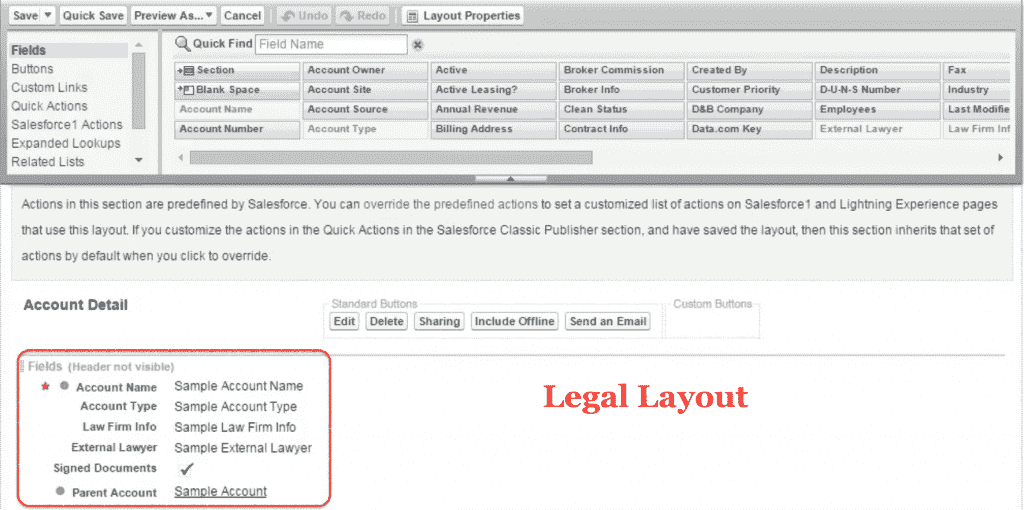 Save Quick Save Preview As... Cancel Undo Redo Layout Properties
Fields
Buttons
Custom Links
Quick Actions
Salesforce1 Actions
Expanded Lookups
Related Lists
Quick Find Field Name
Section Account Owner Active Broker Commission Created By Description Fax
Blank Space Account Site Active Leasing? Broker Info Customer Priority D-U-N-S Number Industry
Account Name Account Source Annual Revenue Clean Status D&B Company Employees Last Modifie
Account Number Account Type Billing Address Contract Info Data.com Key External Lawyer Law Firm Inf
Actions in this section are predefined by Salesforce. You can override the predefined actions to set a customized list of actions on Salesforce1 and Lightning Experience pages
that use this layout. If you customize the actions in the Quick Actions in the Salesforce Classic Publisher section, and have saved the layout, then this section inherits that set of
actions by default when you click to override.
Account Detail
Standard Buttons
Edit Delete Sharing Include Offline Send an Email
Custom Buttons
Fields (Header not visible)
Account Name Sample Account Name
Account Type Sample Account Type
Law Firm Info Sample Law Firm Info
External Lawyer Sample External Lawyer
Signed Documents
Parent Account Sample Account
Legal Layout